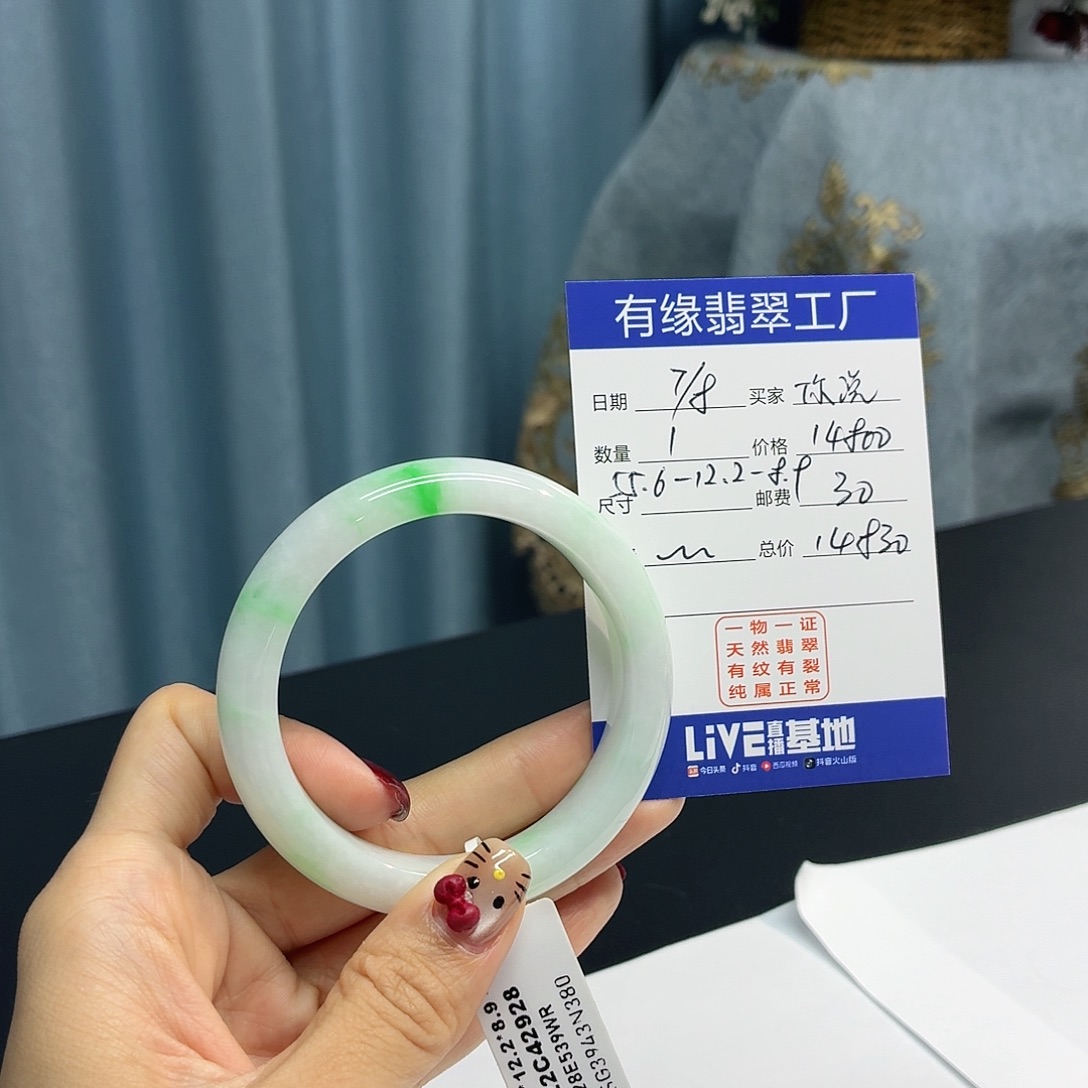 有缘翡翠工厂
日期 7/8 买家 你说
数量 1 价格 14800
尺寸 55.6-12.2-8.9 邮费 30
总价 14830
一物一证
天然翡翠
有纹有裂
纯属正常
LiVE直播基地
今日头条 抖音 西瓜视频 抖音火山版
12.2*8.9
2C42928
28E539WR
5G3943N380